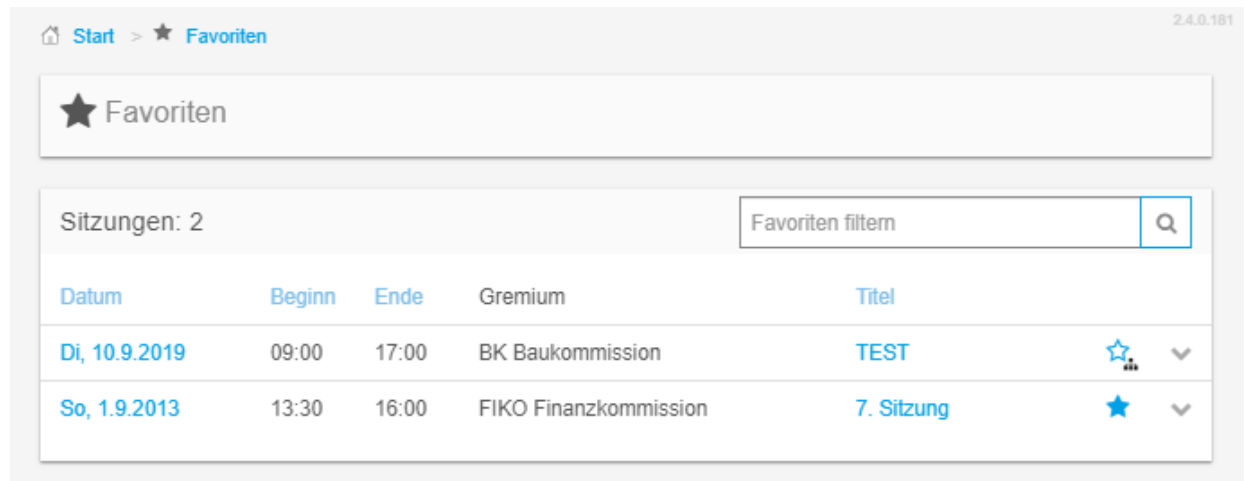 2.4.0.181
Start > Favoriten
Favoriten
Sitzungen: 2 Favoriten filtern
Datum Beginn Ende Gremium Titel
Di, 10.9.2019 09:00 17:00 BK Baukommission TEST
So, 1.9.2013 13:30 16:00 FIKO Finanzkommission 7. Sitzung